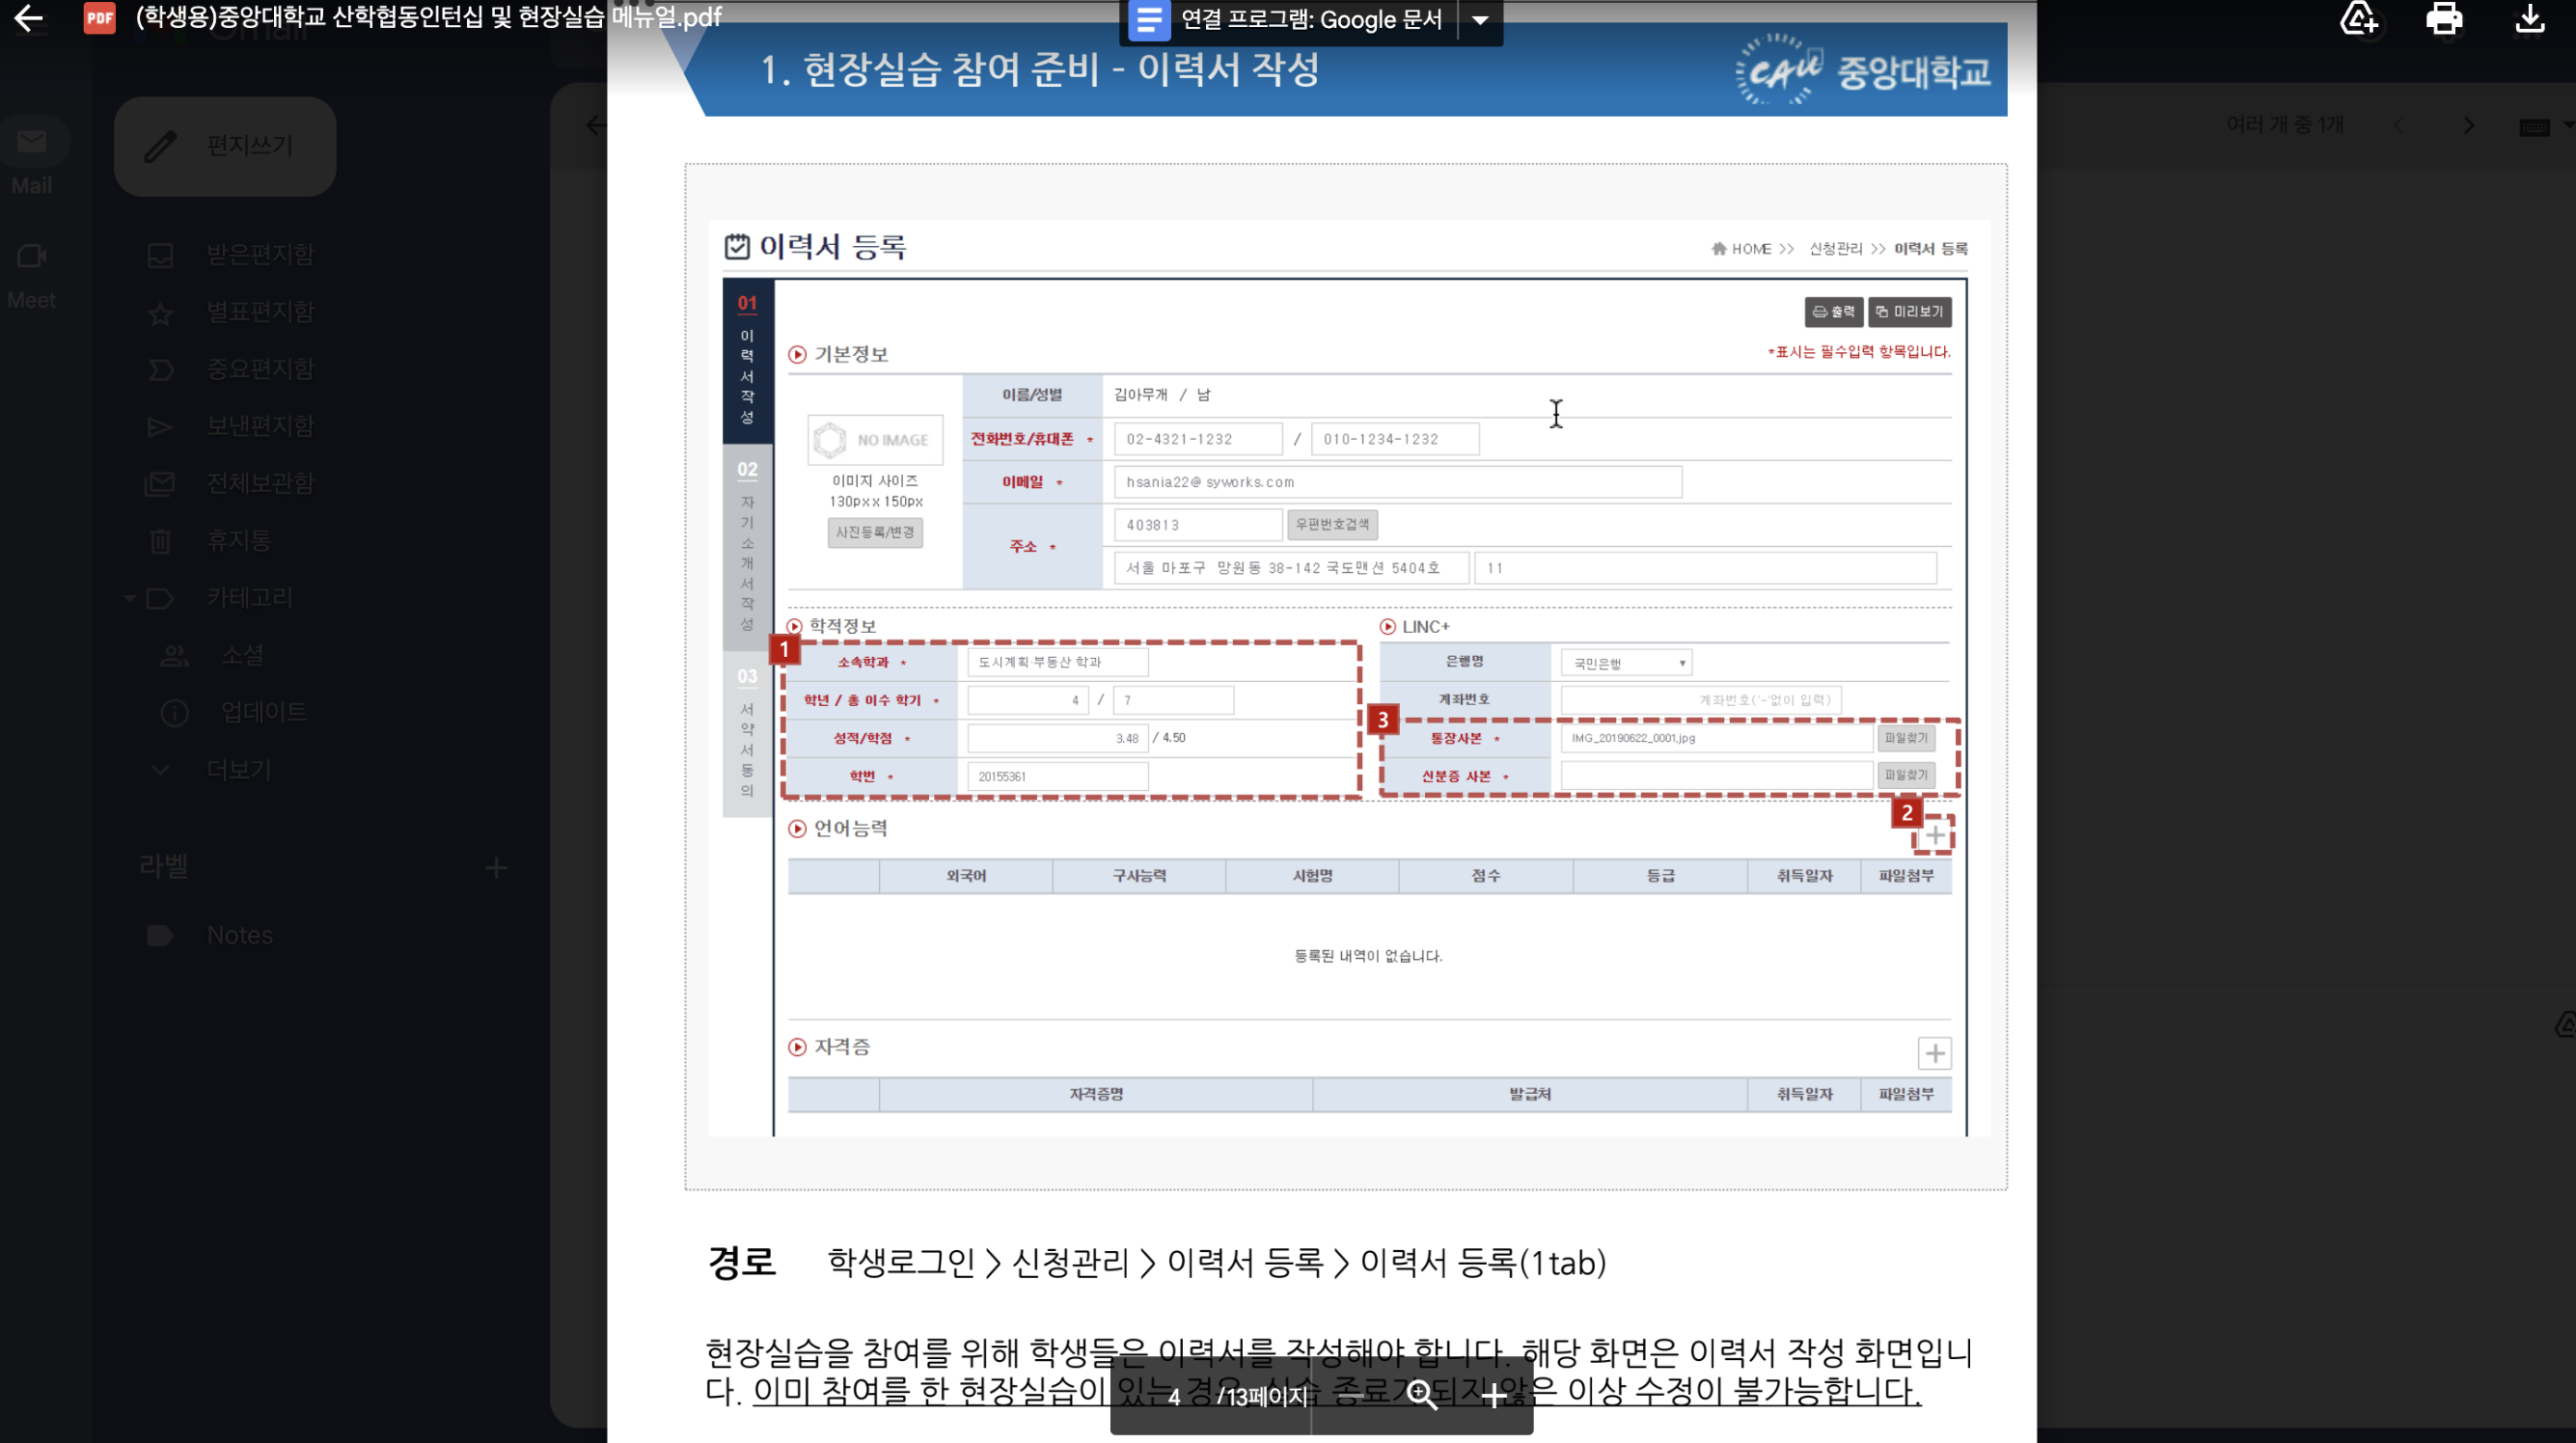 (학생용)중앙대학교 산학협동인턴십 및 현장실습 메뉴얼.pdf
연결 프로그램: Google 문서
편지쓰기
Mail
Meet
받은편지함
별표편지함
중요편지함
보낸편지함
전체보관함
휴지통
카테고리
소셜
업데이트
더보기
라벨
Notes
여러 개 중 1개
1. 현장실습 참여 준비 - 이력서 작성
CAU 중앙대학교
이력서 등록
HOME >> 신청관리 >> 이력서 등록
01 이력서작성
02 자기소개서작성
03 서약서동의
출력 미리보기
기본정보
*표시는 필수입력 항목입니다.
NO IMAGE
이미지 사이즈
130px x 150px
사진등록/변경
이름/성별 김아무개 / 남
전화번호/휴대폰 * 02-4321-1232 / 010-1234-1232
이메일 * hsania22@ syworks.com
주소 * 403813 우편번호검색
서울 마포구 망원동 38-142 국도맨션 5404호 11
학적정보
1
소속학과 * 도시계획·부동산 학과
학년 / 총 이수 학기 * 4 / 7
성적/학점 * 3.48 / 4.50
학번 * 20155361
LINC+
은행명 국민은행
계좌번호 계좌번호('-'없이 입력)
3
통장사본 * IMG_20190622_0001.jpg 파일찾기
신분증 사본 * 파일찾기
2
언어능력
외국어 구사능력 시험명 점수 등급 취득일자 파일첨부
등록된 내역이 없습니다.
자격증
자격증명 발급처 취득일자 파일첨부
경로 학생로그인 > 신청관리 > 이력서 등록 > 이력서 등록(1tab)
현장실습을 참여를 위해 학생들은 이력서를 작성해야 합니다. 해당 화면은 이력서 작성 화면입니
다. 이미 참여를 한 현장실습이 있는 경우, 실습 종료가 되지 않은 이상 수정이 불가능합니다.
4 /13페이지